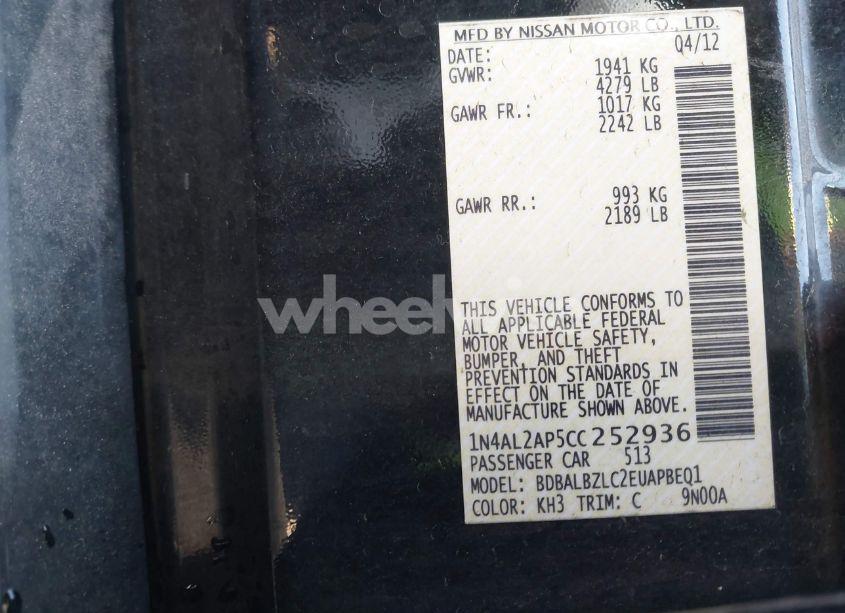 MFD BY NISSAN MOTOR CO., LTD.
DATE: 04/12
GVWR: 1941 KG
4279 LB
GAWR FR.: 1017 KG
2242 LB
GAWR RR.: 993 KG
2189 LB
wheel
THIS VEHICLE CONFORMS TO
ALL APPLICABLE FEDERAL
MOTOR VEHICLE SAFETY,
BUMPER, AND THEFT
PREVENTION STANDARDS IN
EFFECT ON THE DATE OF
MANUFACTURE SHOWN ABOVE.
1N4AL2AP5CC252936
PASSENGER CAR 513
MODEL: BDBALBZLC2EUAPBEQ1
COLOR: KH3 TRIM: C 9N00A